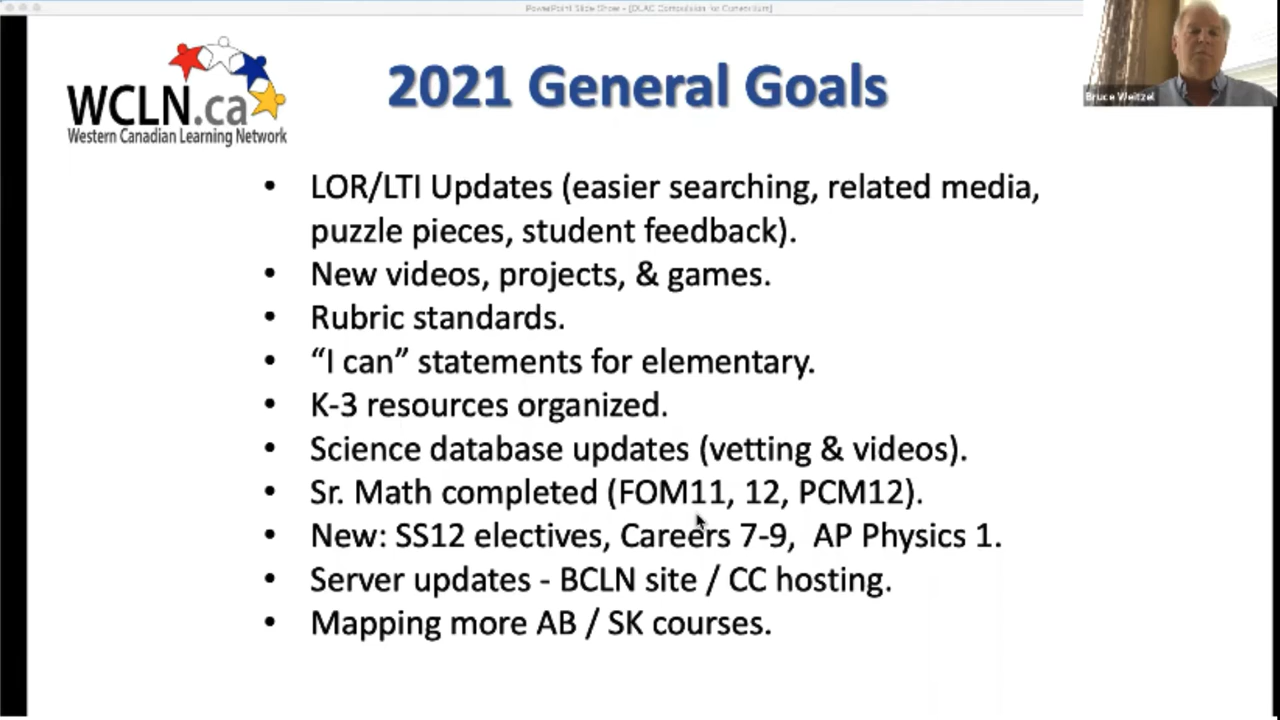 PowerPoint Slide Show - [DLAC Compulsion for Consortium]
WCLN.ca
Western Canadian Learning Network
2021 General Goals
Bruce Weitzel
• LOR/LTI Updates (easier searching, related media,
puzzle pieces, student feedback).
• New videos, projects, & games.
• Rubric standards.
• “I can” statements for elementary.
• K-3 resources organized.
• Science database updates (vetting & videos).
• Sr. Math completed (FOM11, 12, PCM12).
• New: SS12 electives, Careers 7-9, AP Physics 1.
• Server updates - BCLN site / CC hosting.
• Mapping more AB / SK courses.